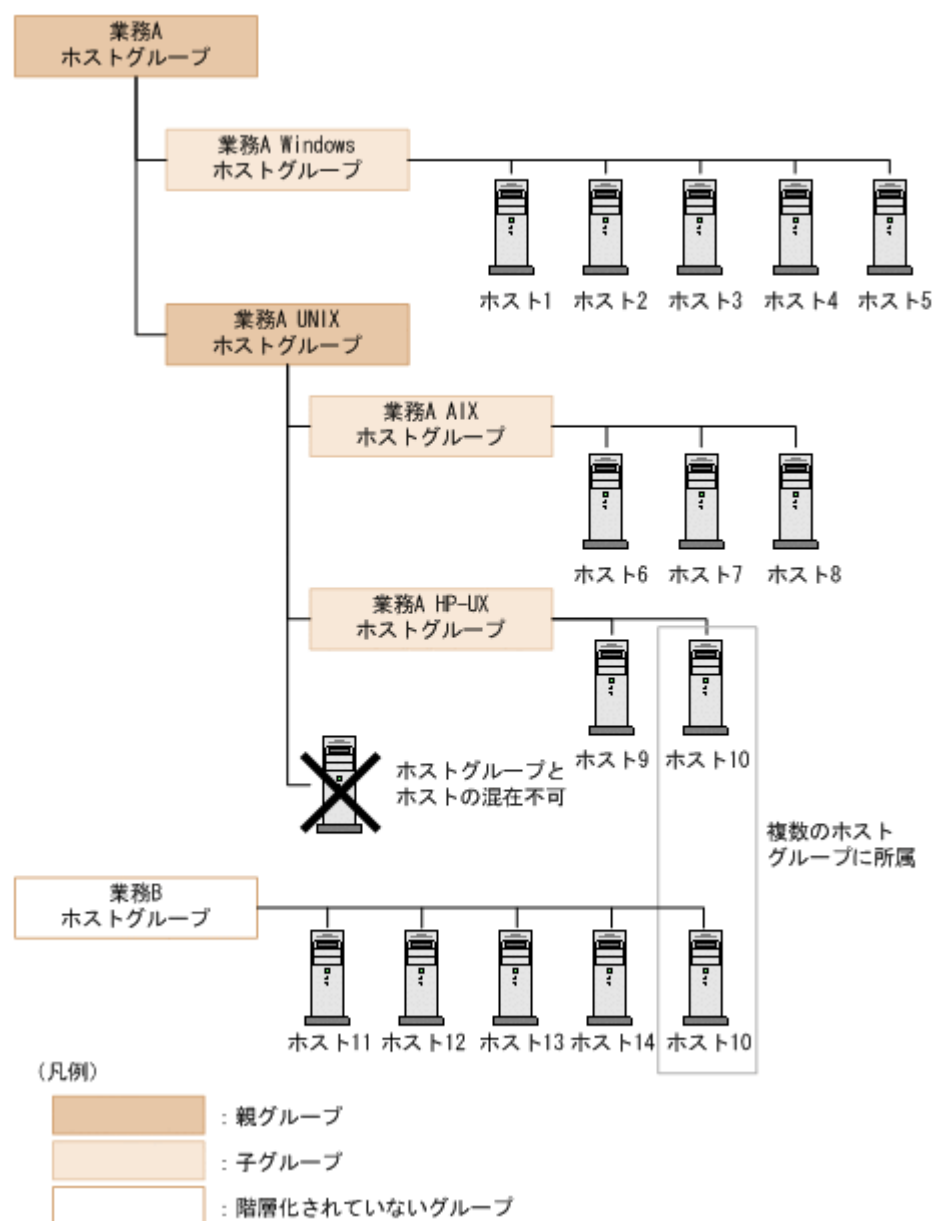 業務A
ホストグループ
業務A Windows
ホストグループ
ホスト1
ホスト2
ホスト3
ホスト4
ホスト5
業務A UNIX
ホストグループ
業務A AIX
ホストグループ
ホスト6
ホスト7
ホスト8
業務A HP-UX
ホストグループ
ホスト9
ホスト10
ホストグループと
ホストの混在不可
複数のホスト
グループに所属
業務B
ホストグループ
ホスト11
ホスト12
ホスト13
ホスト14
ホスト10
(凡例)
:親グループ
:子グループ
:階層化されていないグループ